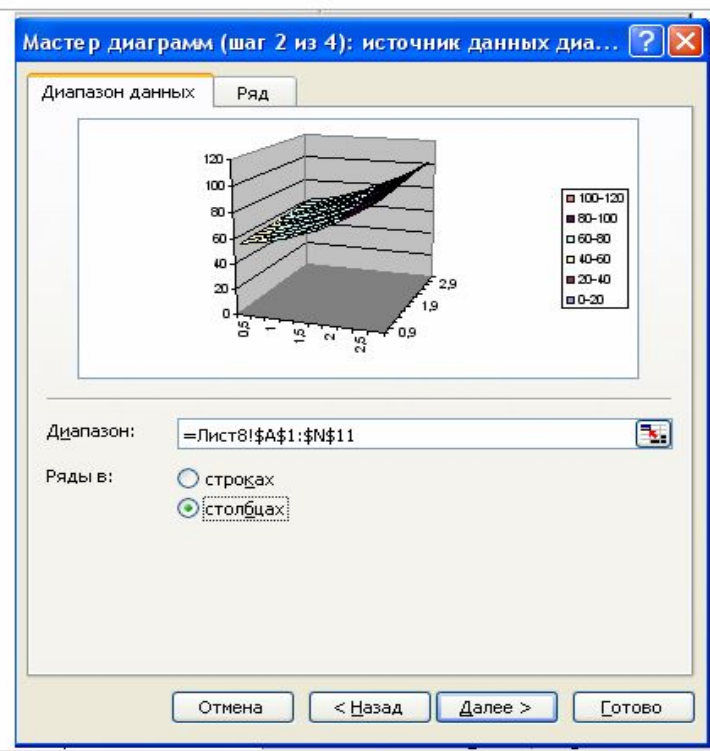 Мастер диаграмм (шаг 2 из 4): источник данных диа...
Диапазон данных
Ряд
120
100
80
60
40
20
0
0,5
1
1,5
2
2,5
0,9
1,9
2,9
100-120
80-100
60-80
40-60
20-40
0-20
Диапазон:
=Лист8!$A$1:$N$11
Ряды в:
строках
столбцах
Отмена
< Назад
Далее >
Готово